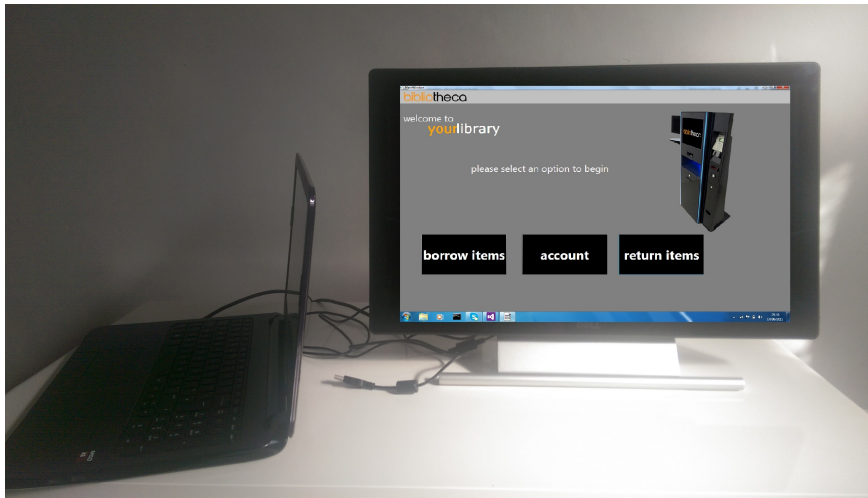 bibliotheca
welcome to
yourlibrary
please select an option to begin
borrow items
account
return items